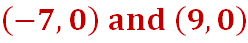 (−7, 0) and (9, 0)